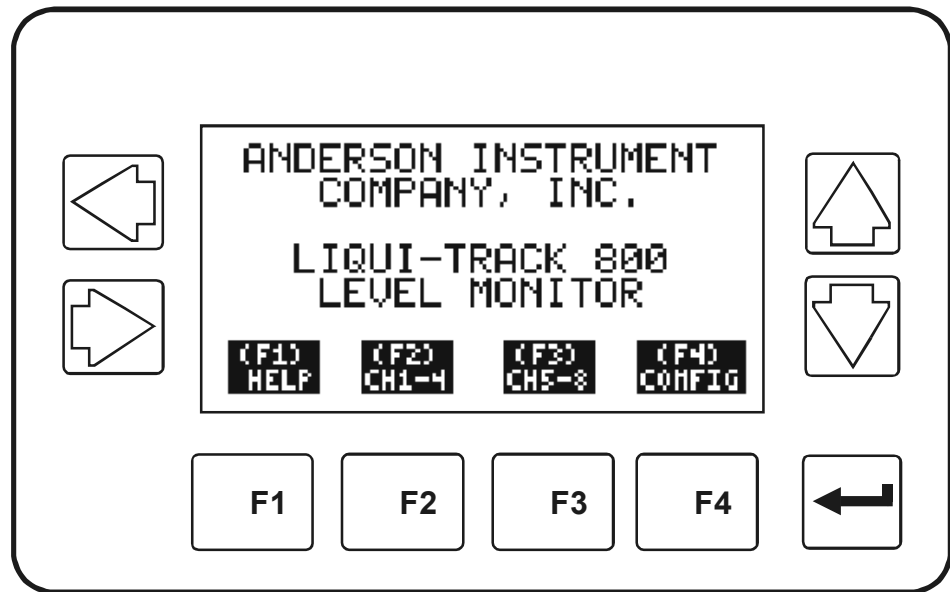 ANDERSON INSTRUMENT
COMPANY, INC.
LIQUI-TRACK 800
LEVEL MONITOR
(F1) (F2) (F3) (F4)
HELP CH1-4 CH5-8 CONFIG
F1 F2 F3 F4